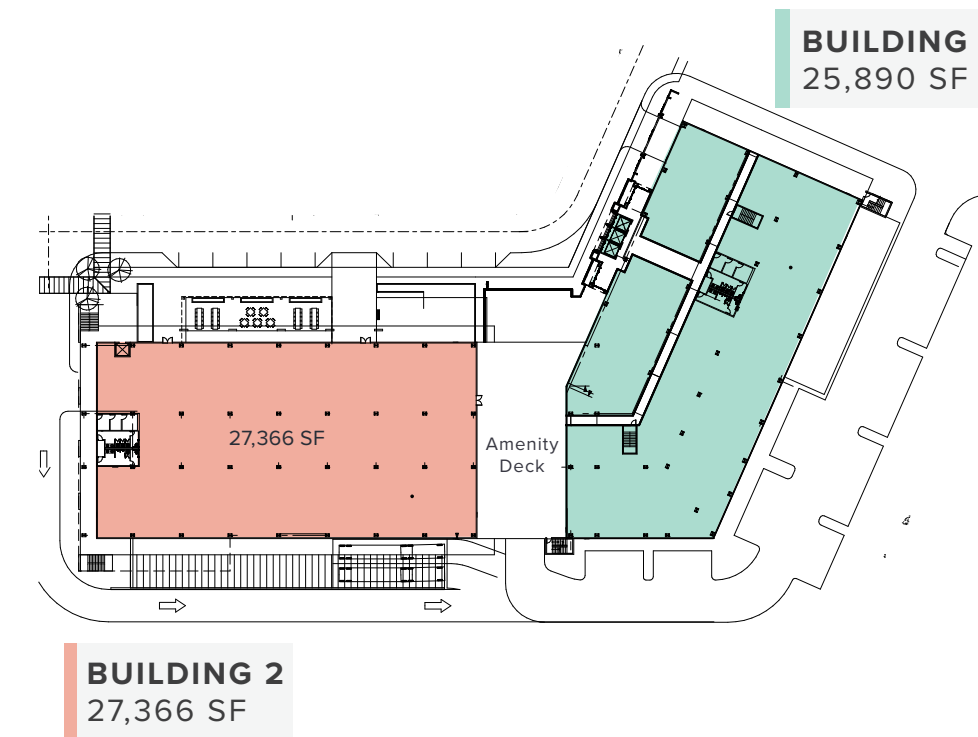 BUILDING
25,890 SF
27,366 SF
Amenity
Deck
BUILDING 2
27,366 SF